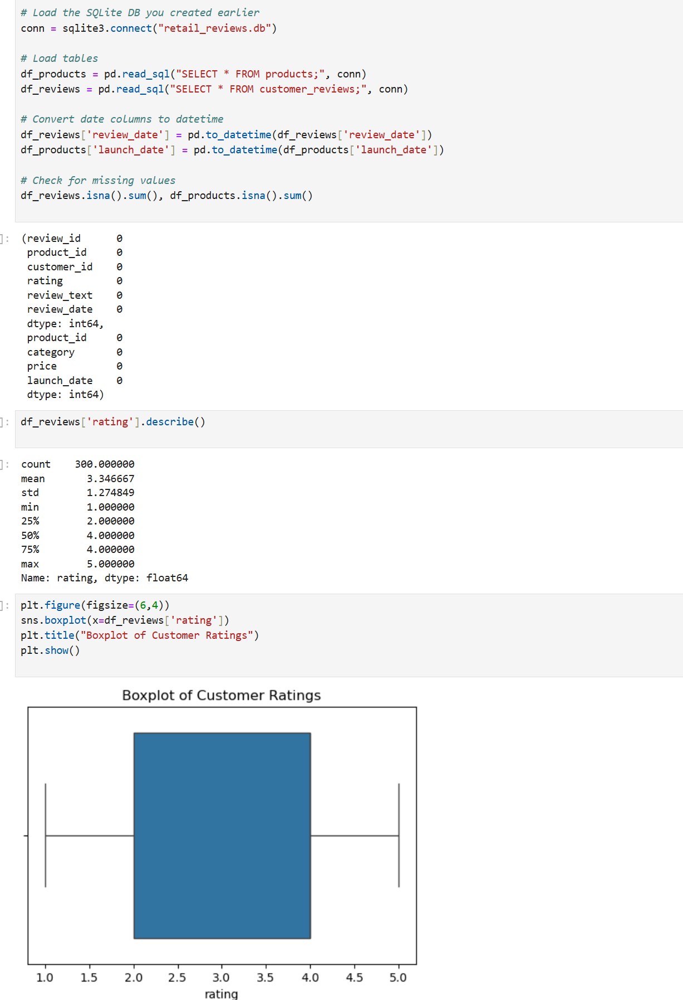 # Load the SQLite DB you created earlier
conn = sqlite3.connect("retail_reviews.db")
# Load tables
df_products = pd.read_sql("SELECT * FROM products;", conn)
df_reviews = pd.read_sql("SELECT * FROM customer_reviews;", conn)
# Convert date columns to datetime
df_reviews['review_date'] = pd.to_datetime(df_reviews['review_date'])
df_products['launch_date'] = pd.to_datetime(df_products['launch_date'])
# Check for missing values
df_reviews.isna().sum(), df_products.isna().sum()
]: (review_id 0
product_id 0
customer_id 0
rating 0
review_text 0
review_date 0
dtype: int64,
product_id 0
category 0
price 0
launch_date 0
dtype: int64)
]: df_reviews['rating'].describe()
]: count 300.000000
mean 3.346667
std 1.274849
min 1.000000
25% 2.000000
50% 4.000000
75% 4.000000
max 5.000000
Name: rating, dtype: float64
]: plt.figure(figsize=(6,4))
sns.boxplot(x=df_reviews['rating'])
plt.title("Boxplot of Customer Ratings")
plt.show()
Boxplot of Customer Ratings
1.0 1.5 2.0 2.5 3.0 3.5 4.0 4.5 5.0
rating